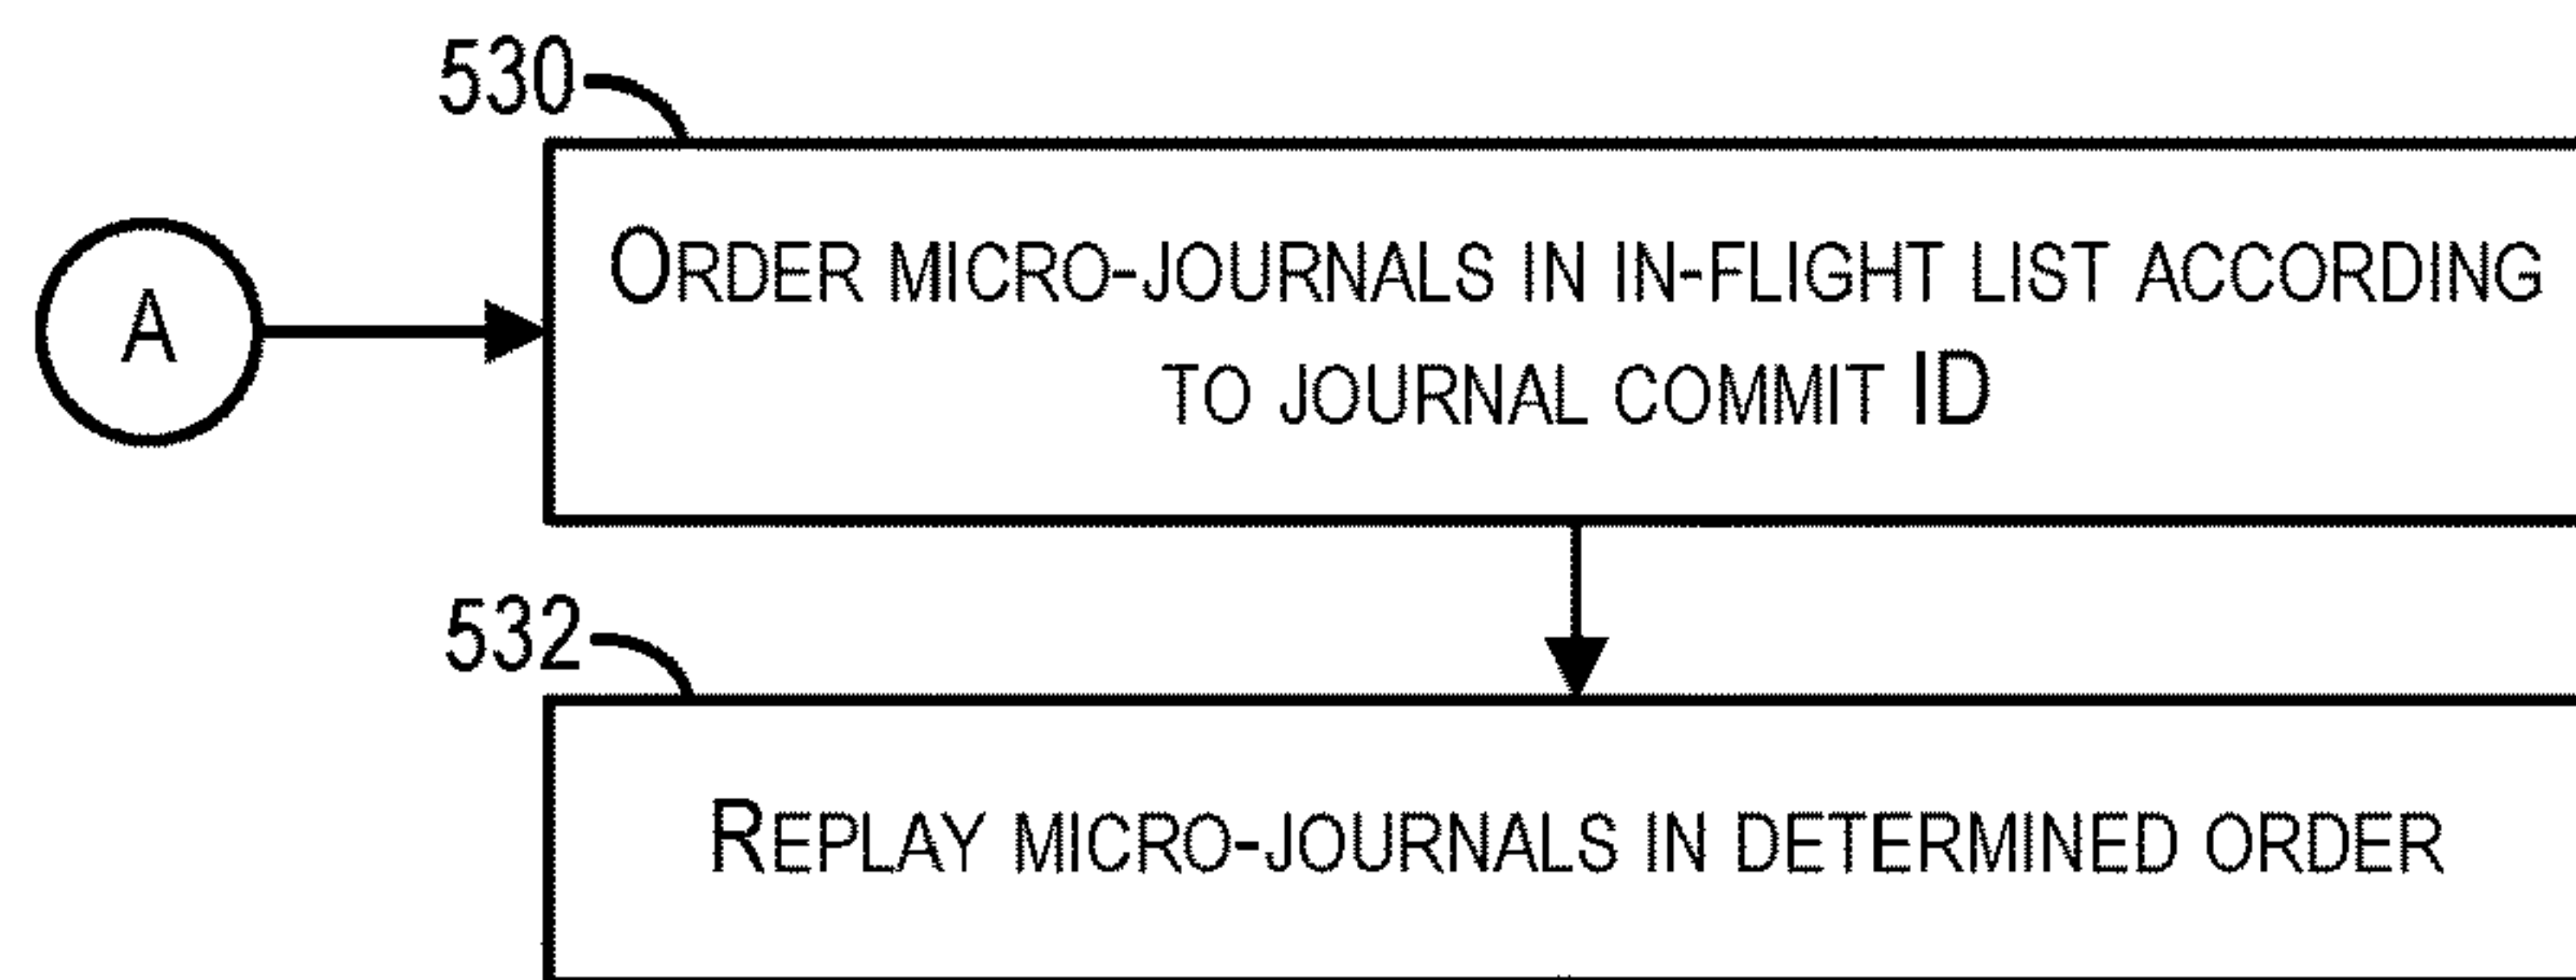 530
A
ORDER MICRO-JOURNALS IN IN-FLIGHT LIST ACCORDING
TO JOURNAL COMMIT ID
532
REPLAY MICRO-JOURNALS IN DETERMINED ORDER